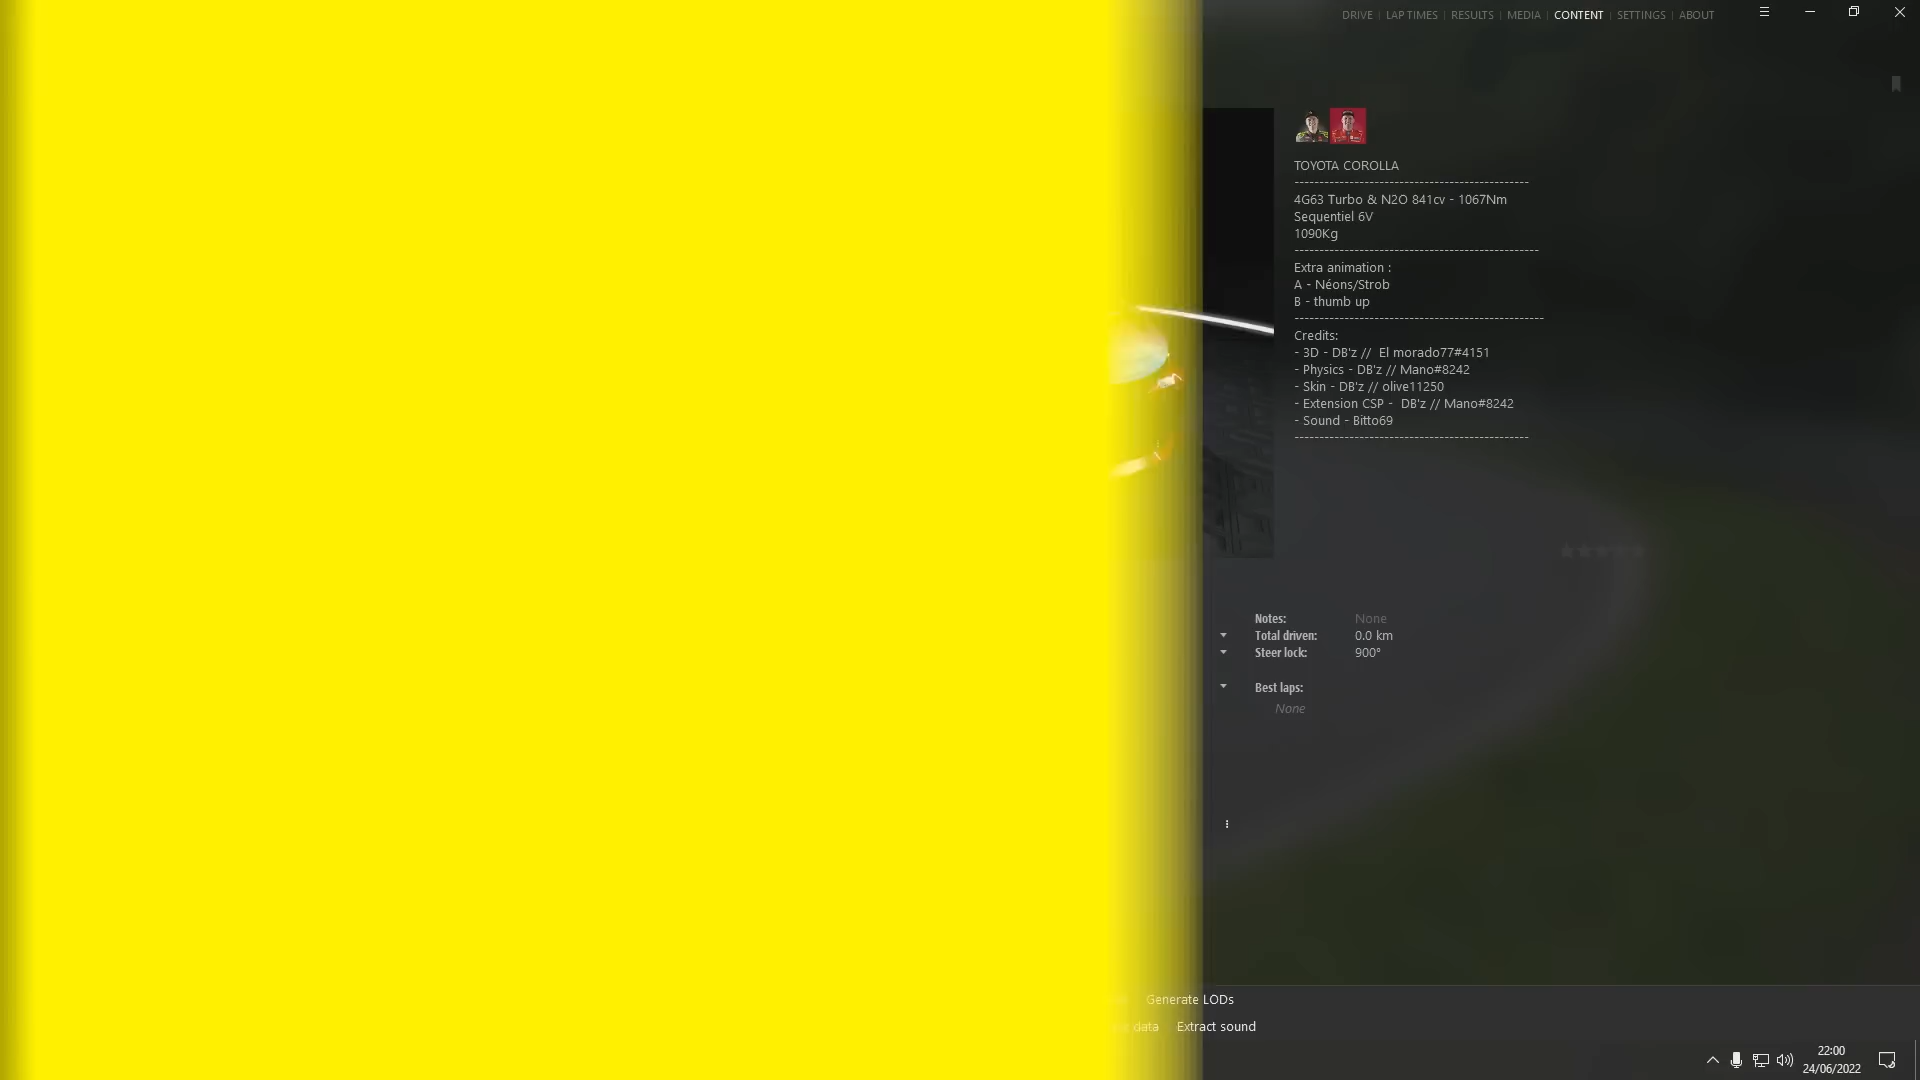 DRIVE | LAP TIMES | RESULTS | MEDIA | CONTENT | SETTINGS | ABOUT
TOYOTA COROLLA
-----------------------------------------------
4G63 Turbo & N2O 841cv - 1067Nm
Sequentiel 6V
1090Kg
-------------------------------------------------
Extra animation :
A - Néons/Strob
B - thumb up
--------------------------------------------------
Credits:
- 3D - DB'z // El morado77#4151
- Physics - DB'z // Mano#8242
- Skin - DB'z // olive11250
- Extension CSP - DB'z // Mano#8242
- Sound - Bitto69
-----------------------------------------------
Notes: None
Total driven: 0.0 km
Steer lock: 900°
Best laps:
None
Generate LODs
data Extract sound
22:00
24/06/2022